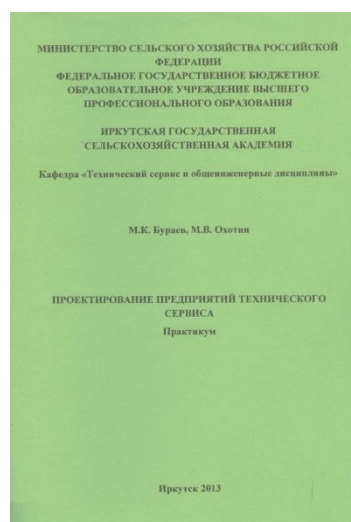 МИНИСТЕРСТВО СЕЛЬСКОГО ХОЗЯЙСТВА РОССИЙСКОЙ
ФЕДЕРАЦИИ
ФЕДЕРАЛЬНОЕ ГОСУДАРСТВЕННОЕ БЮДЖЕТНОЕ
ОБРАЗОВАТЕЛЬНОЕ УЧРЕЖДЕНИЕ ВЫСШЕГО
ПРОФЕССИОНАЛЬНОГО ОБРАЗОВАНИЯ
ИРКУТСКАЯ ГОСУДАРСТВЕННАЯ
СЕЛЬСКОХОЗЯЙСТВЕННАЯ АКАДЕМИЯ
Кафедра «Технический сервис и общеинженерные дисциплины»
М.К. Бураев, М.В. Охотин
ПРОЕКТИРОВАНИЕ ПРЕДПРИЯТИЙ ТЕХНИЧЕСКОГО
СЕРВИСА
Практикум
Иркутск 2013